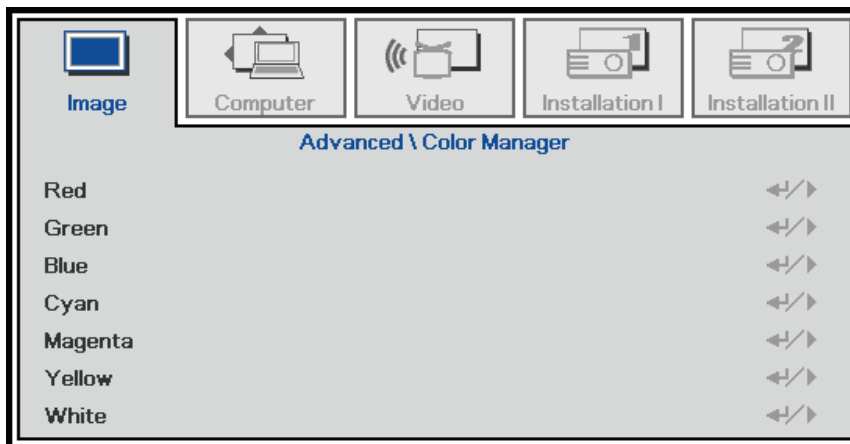 Image Computer Video Installation I Installation II
Advanced \ Color Manager
Red
Green
Blue
Cyan
Magenta
Yellow
White